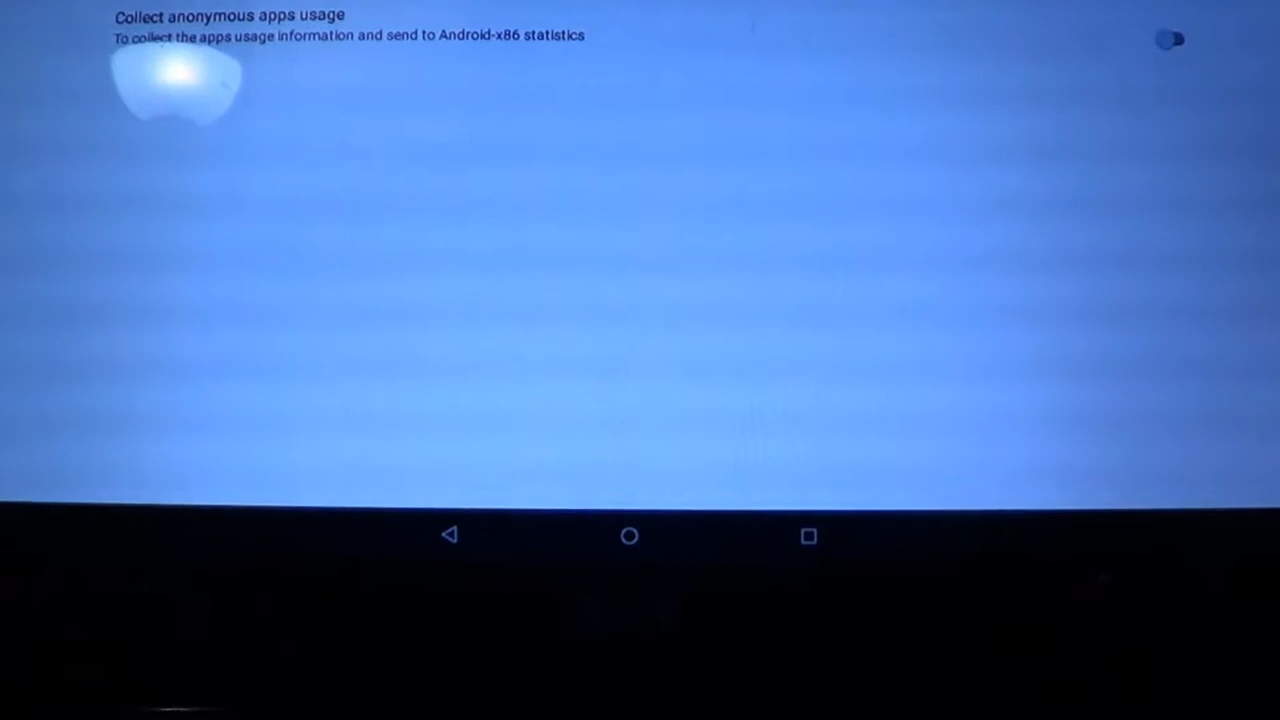 Collect anonymous apps usage
To collect the apps usage information and send to Android-x86 statistics